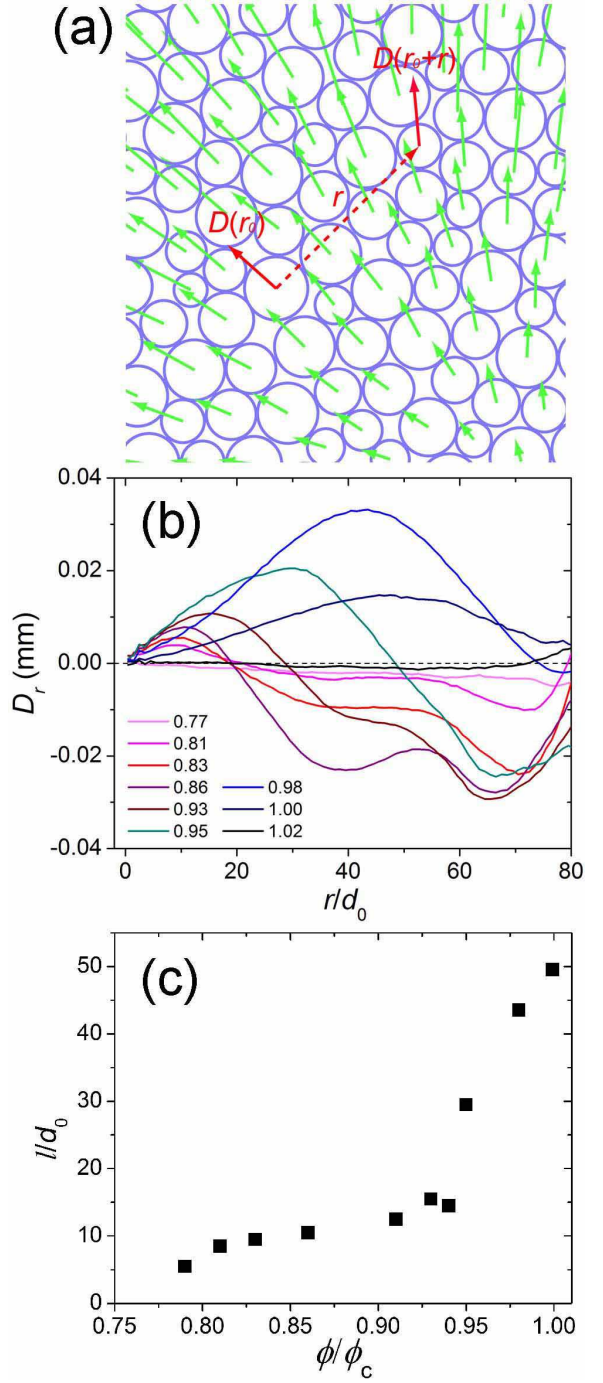 (a)
D(r₀+r)
r
D(r₀)
(b)
0.04
0.02
0.00
-0.02
-0.04
D_r (mm)
0.77
0.81
0.83
0.86 0.98
0.93 1.00
0.95 1.02
0 20 40 60 80
r/d₀
(c)
50
40
30
20
10
0
l/d₀
0.75 0.80 0.85 0.90 0.95 1.00
ϕ/ϕ_c